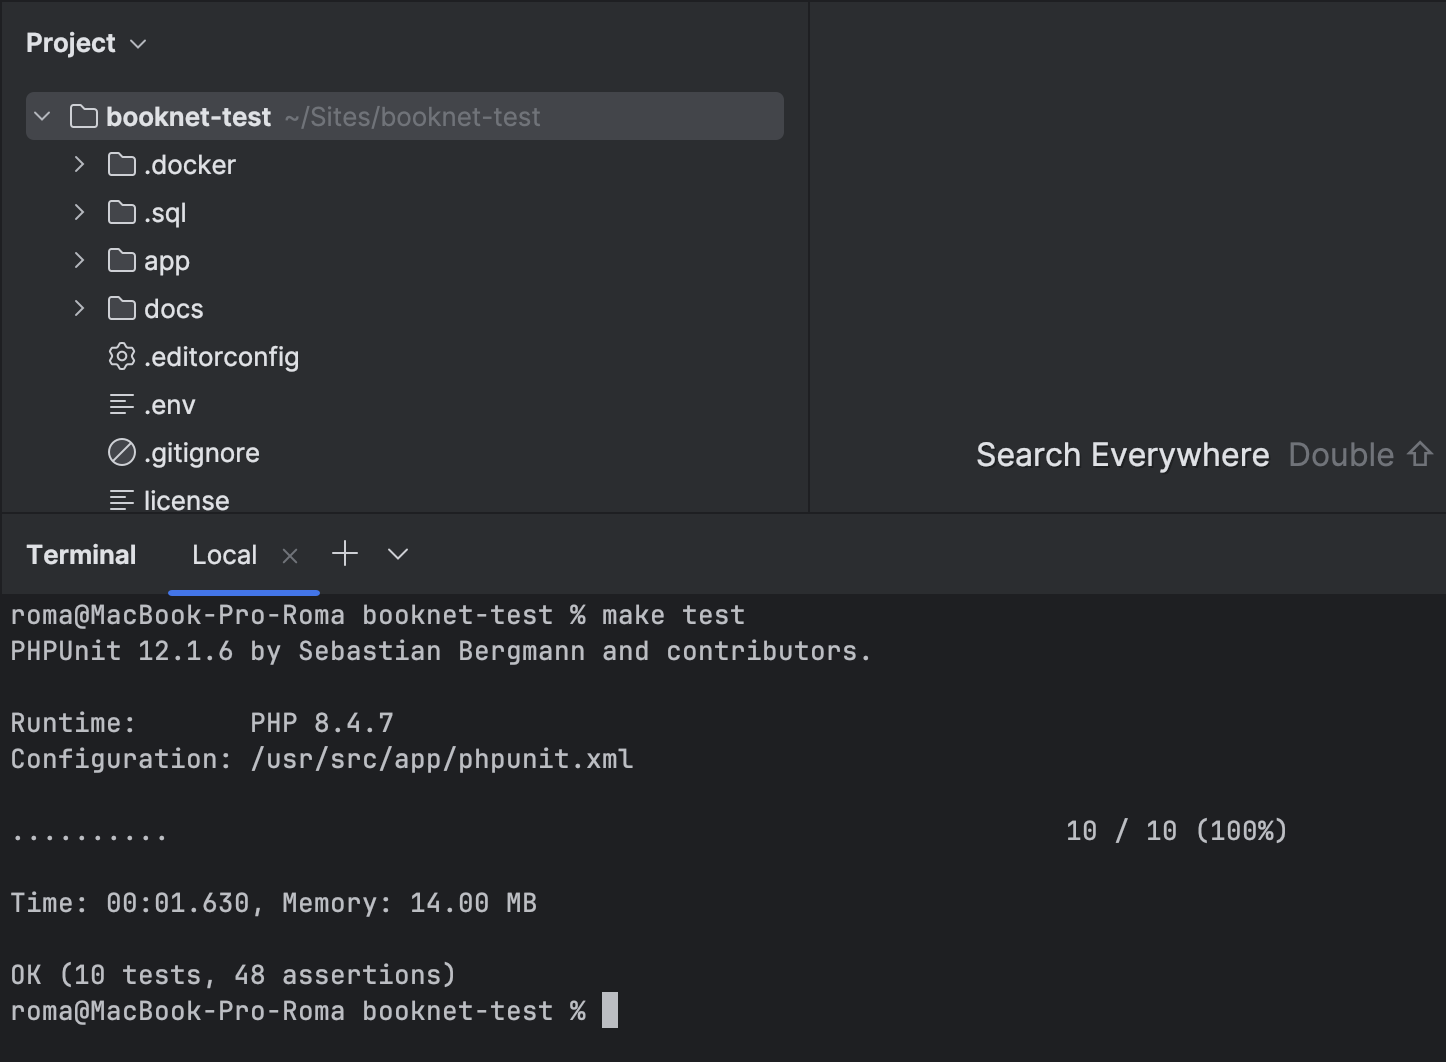 Project
booknet-test ~/Sites/booknet-test
.docker
.sql
app
docs
.editorconfig
.env
.gitignore
license
Search Everywhere Double ⇧
Terminal Local
roma@MacBook-Pro-Roma booknet-test % make test
PHPUnit 12.1.6 by Sebastian Bergmann and contributors.
Runtime: PHP 8.4.7
Configuration: /usr/src/app/phpunit.xml
.......... 10 / 10 (100%)
Time: 00:01.630, Memory: 14.00 MB
OK (10 tests, 48 assertions)
roma@MacBook-Pro-Roma booknet-test %